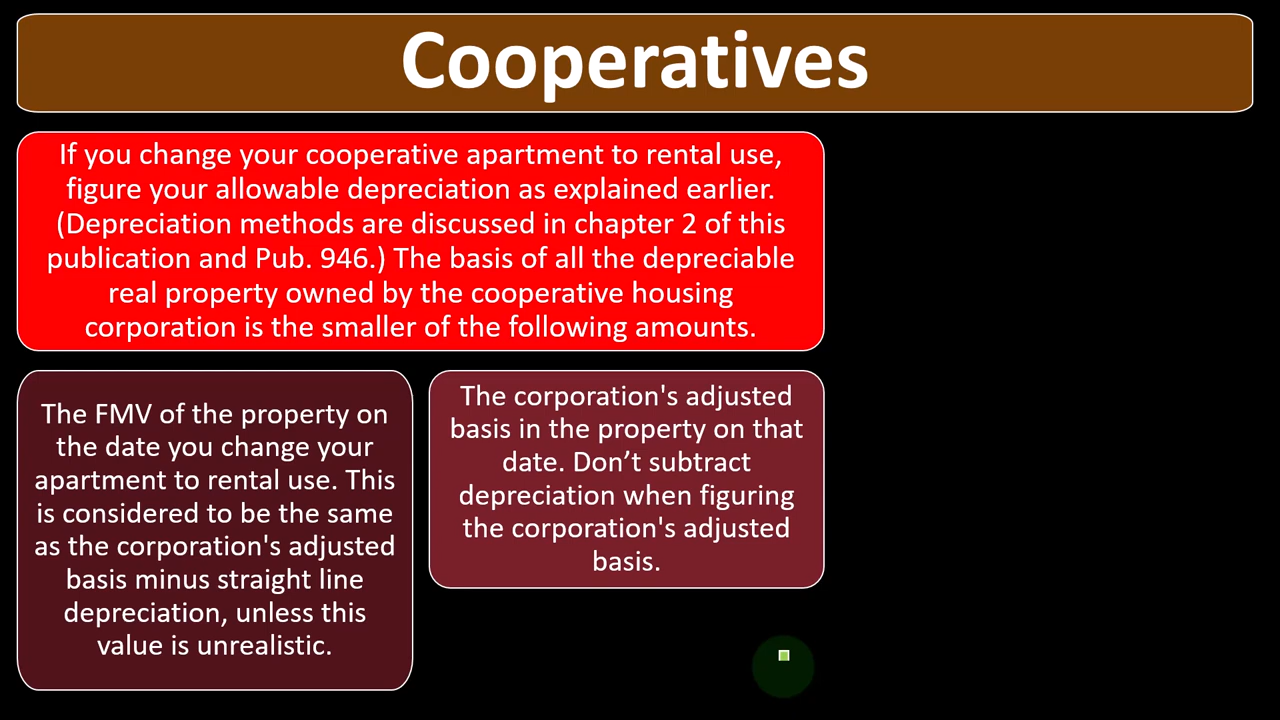 Cooperatives
If you change your cooperative apartment to rental use,
figure your allowable depreciation as explained earlier.
(Depreciation methods are discussed in chapter 2 of this
publication and Pub. 946.) The basis of all the depreciable
real property owned by the cooperative housing
corporation is the smaller of the following amounts.
The FMV of the property on
the date you change your
apartment to rental use. This
is considered to be the same
as the corporation's adjusted
basis minus straight line
depreciation, unless this
value is unrealistic.
The corporation's adjusted
basis in the property on that
date. Don’t subtract
depreciation when figuring
the corporation's adjusted
basis.